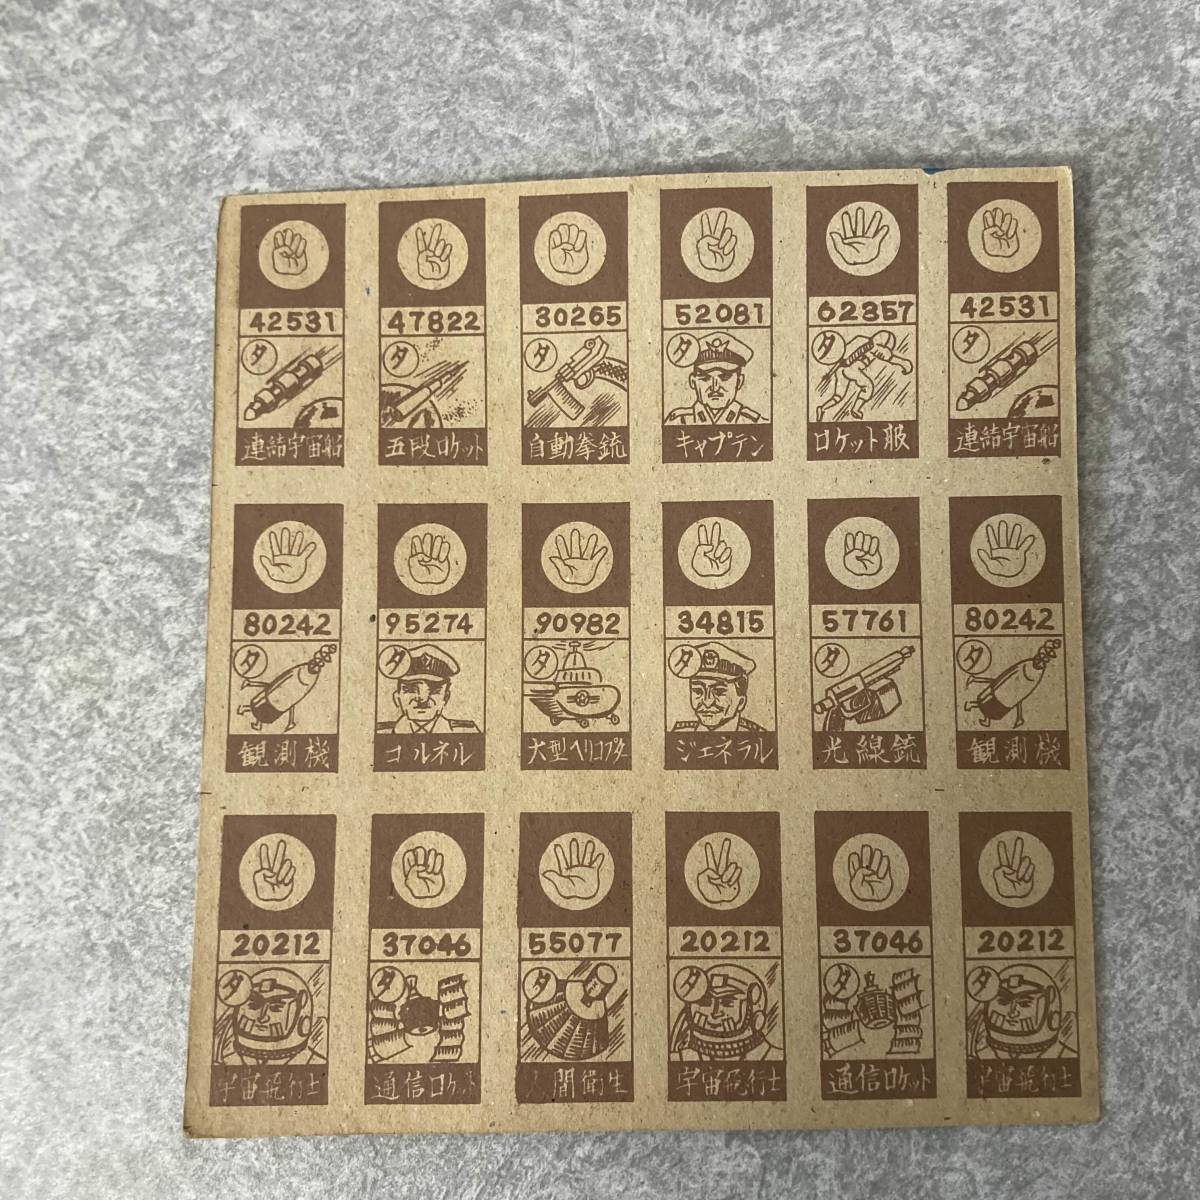 42531 47822 30265 52081 62357 42531
タ タ タ タ タ タ
連結宇宙船 五段ロケット 自動拳銃 キャプテン ロケット服 連結宇宙船
80242 95274 90982 34815 57761 80242
タ タ タ タ タ タ
観測機 コルネル 大型ヘリコプター ジェネラル 光線銃 観測機
20212 37046 55077 20212 37046 20212
タ タ タ タ タ タ
宇宙飛行士 通信ロケット 人間衛生 宇宙飛行士 通信ロケット 宇宙飛行士